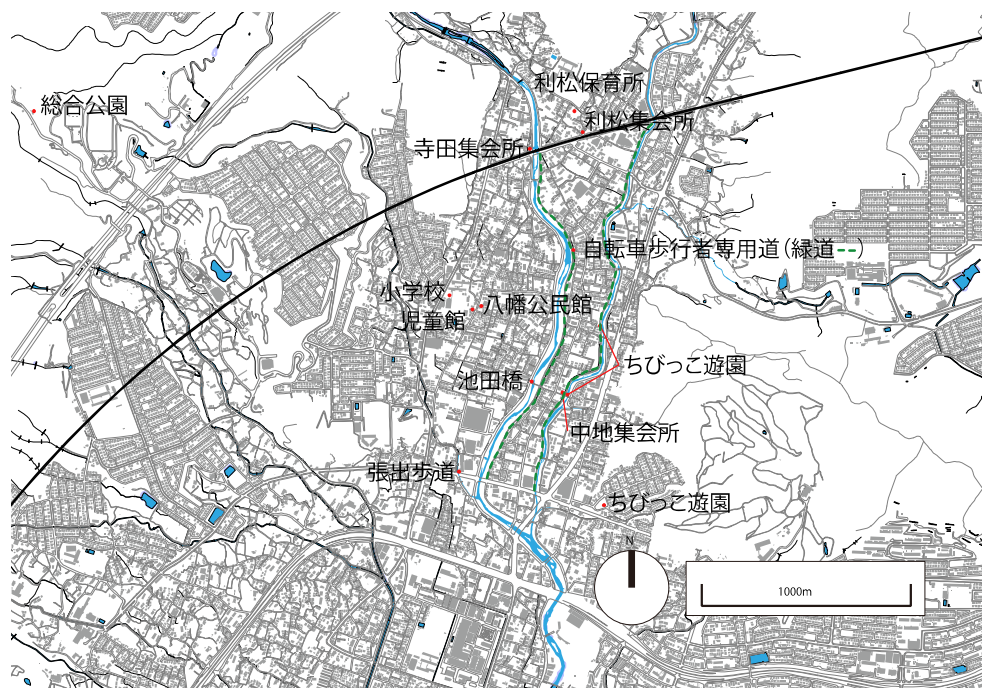 利松保育所
総合公園
利松集会所
寺田集会所
自転車歩行者専用道（緑道--）
小学校
八幡公民館
児童館
ちびっこ遊園
池田橋
中地集会所
張出歩道
ちびっこ遊園
N
1000m